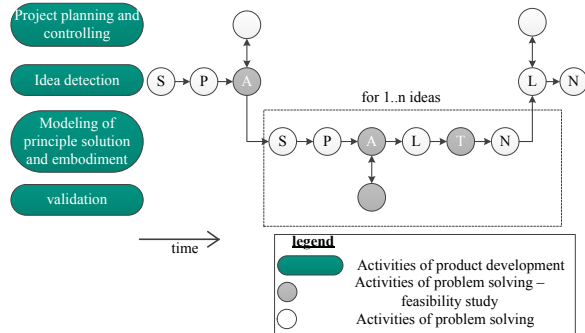 Project planning and
controlling
Idea detection
S P A L N
for 1..n ideas
Modeling of
principle solution
and embodiment
S P A L T N
validation
time
legend
Activities of product development
Activities of problem solving –
feasibility study
Activities of problem solving